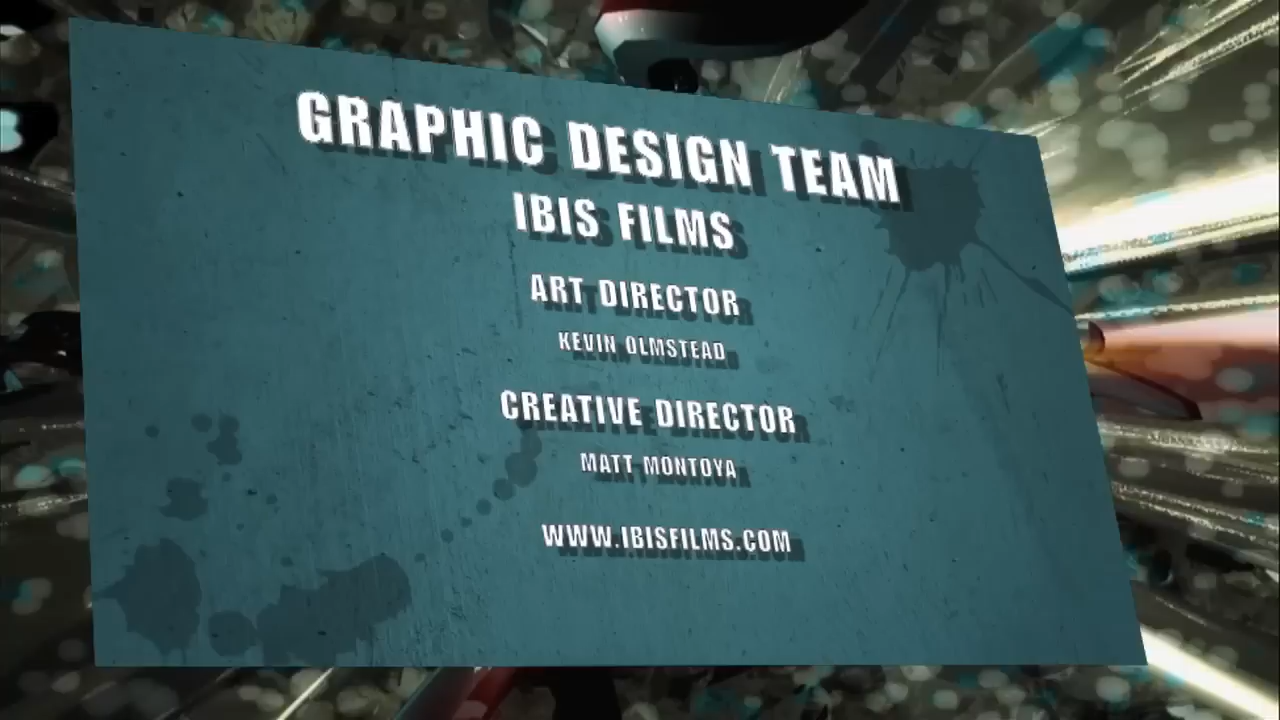 GRAPHIC DESIGN TEAM
IBIS FILMS
ART DIRECTOR
KEVIN OLMSTEAD
CREATIVE DIRECTOR
MATT MONTOYA
WWW.IBISFILMS.COM